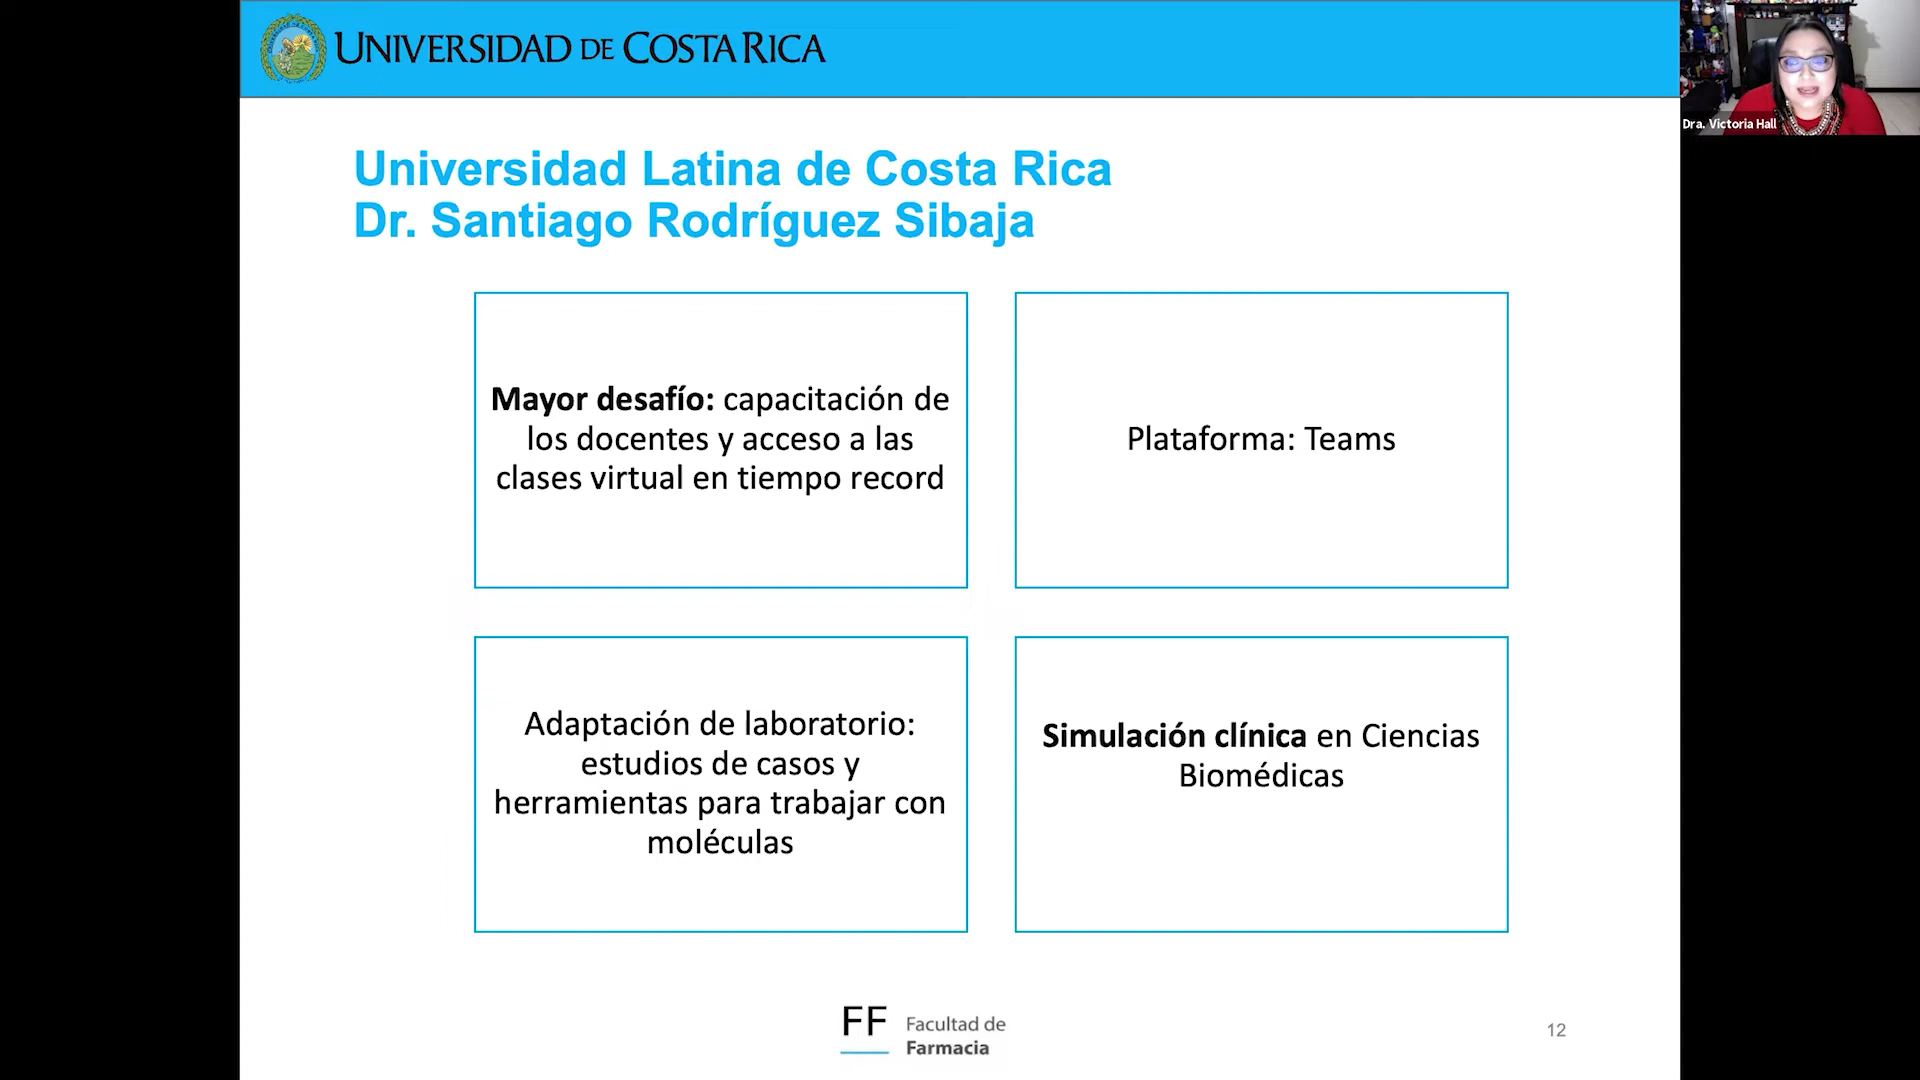 UNIVERSIDAD DE COSTA RICA
Dra. Victoria Hall
Universidad Latina de Costa Rica
Dr. Santiago Rodríguez Sibaja
Mayor desafío: capacitación de
los docentes y acceso a las
clases virtual en tiempo record
Plataforma: Teams
Adaptación de laboratorio:
estudios de casos y
herramientas para trabajar con
moléculas
Simulación clínica en Ciencias
Biomédicas
FF
Facultad de
Farmacia
12